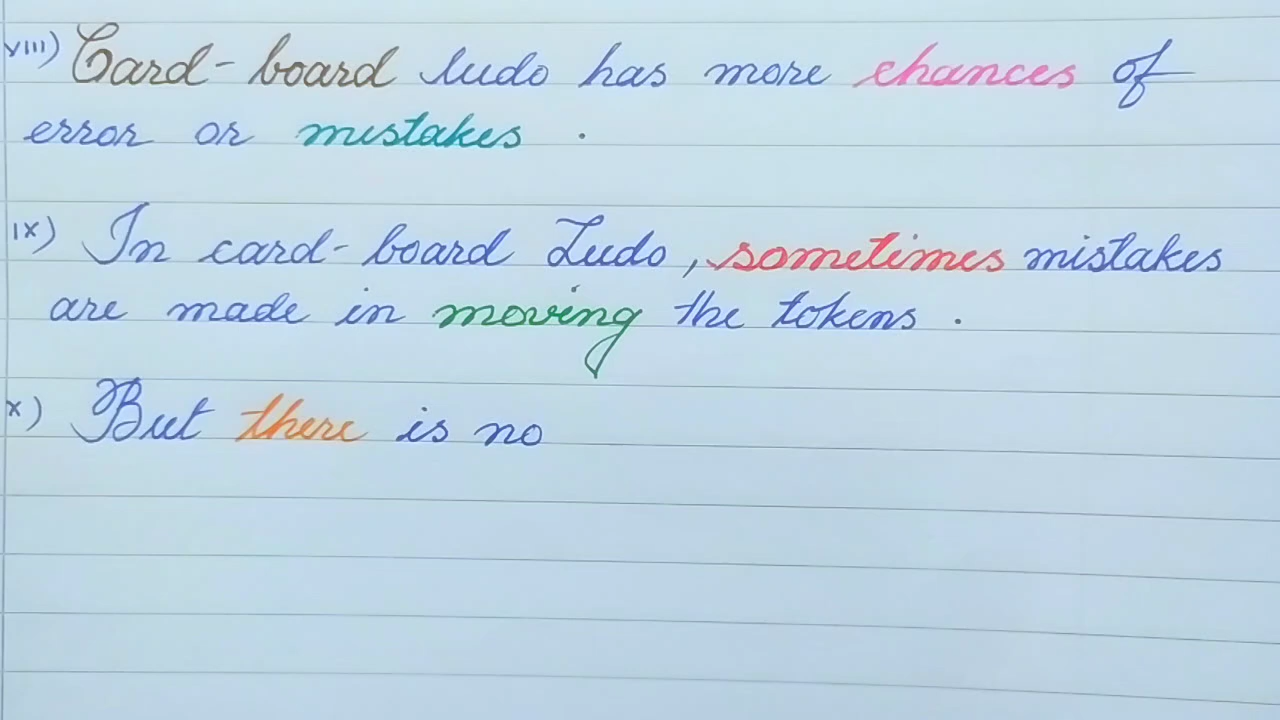 viii) Card-board ludo has more chances of
error or mistakes .
ix) In card-board Ludo, sometimes mistakes
are made in moving the tokens .
x) But there is no